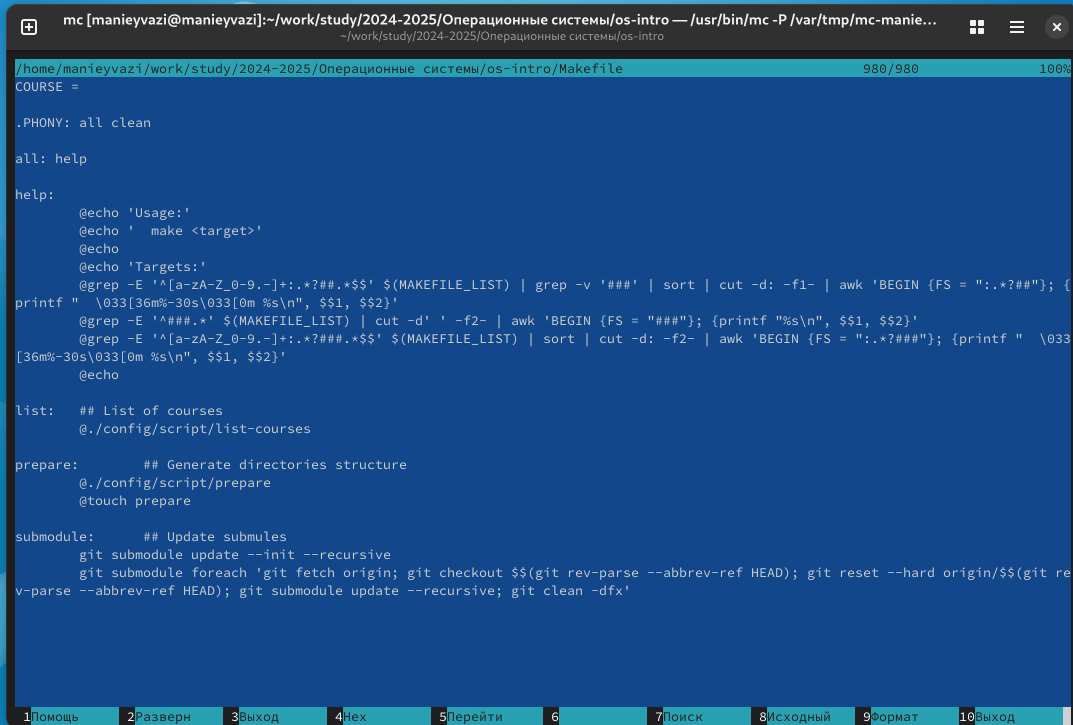 mc [manieyvazi@manieyvazi]:~/work/study/2024-2025/Операционные системы/os-intro — /usr/bin/mc -P /var/tmp/mc-manie…
~/work/study/2024-2025/Операционные системы/os-intro
/home/manieyvazi/work/study/2024-2025/Операционные системы/os-intro/Makefile 980/980 100%
COURSE =
.PHONY: all clean
all: help
help:
@echo 'Usage:'
@echo '  make <target>'
@echo
@echo 'Targets:'
@grep -E '^[a-zA-Z_0-9.-]+:.*?##.*$$' $(MAKEFILE_LIST) | grep -v '###' | sort | cut -d: -f1- | awk 'BEGIN {FS = ":.*?##"}; {
printf "  \033[36m%-30s\033[0m %s\n", $$1, $$2}'
@grep -E '^###.*' $(MAKEFILE_LIST) | cut -d' ' -f2- | awk 'BEGIN {FS = "###"}; {printf "%s\n", $$1, $$2}'
@grep -E '^[a-zA-Z_0-9.-]+:.*?###.*$$' $(MAKEFILE_LIST) | sort | cut -d: -f2- | awk 'BEGIN {FS = ":.*?###"}; {printf "  \033
[36m%-30s\033[0m %s\n", $$1, $$2}'
@echo
list:   ## List of courses
@./config/script/list-courses
prepare:        ## Generate directories structure
@./config/script/prepare
@touch prepare
submodule:      ## Update submules
git submodule update --init --recursive
git submodule foreach 'git fetch origin; git checkout $$(git rev-parse --abbrev-ref HEAD); git reset --hard origin/$$(git re
v-parse --abbrev-ref HEAD); git submodule update --recursive; git clean -dfx'
1Помощь 2Разверн 3Выход 4Hex 5Перейти 6 7Поиск 8Исходный 9Формат 10Выход